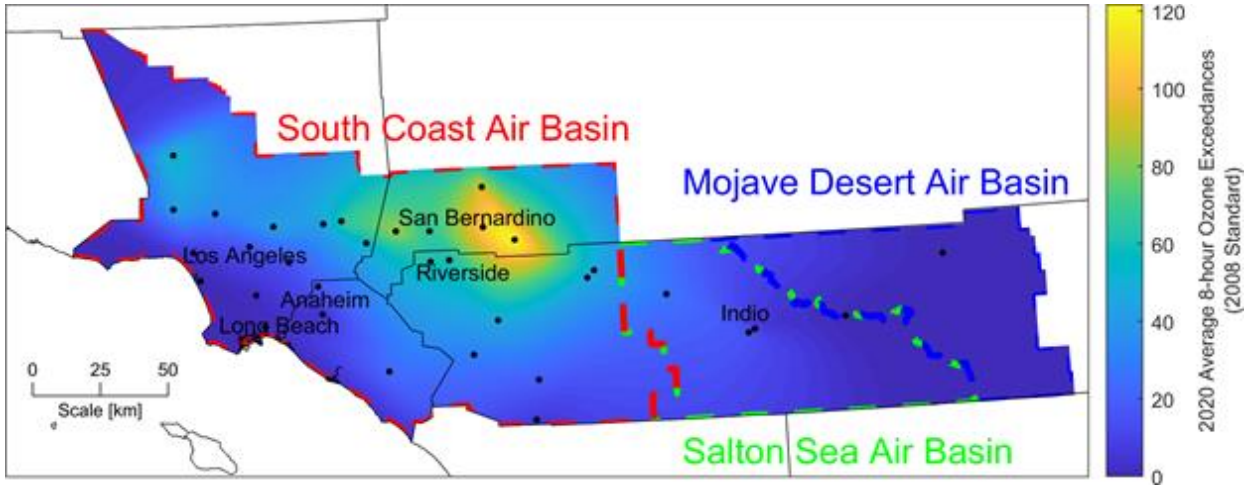 South Coast Air Basin
Mojave Desert Air Basin
San Bernardino
Los Angeles
Riverside
Anaheim
Indio
Long Beach
0 25 50
Scale [km]
Salton Sea Air Basin
120
100
80
60
40
20
0
2020 Average 8-hour Ozone Exceedances
(2008 Standard)